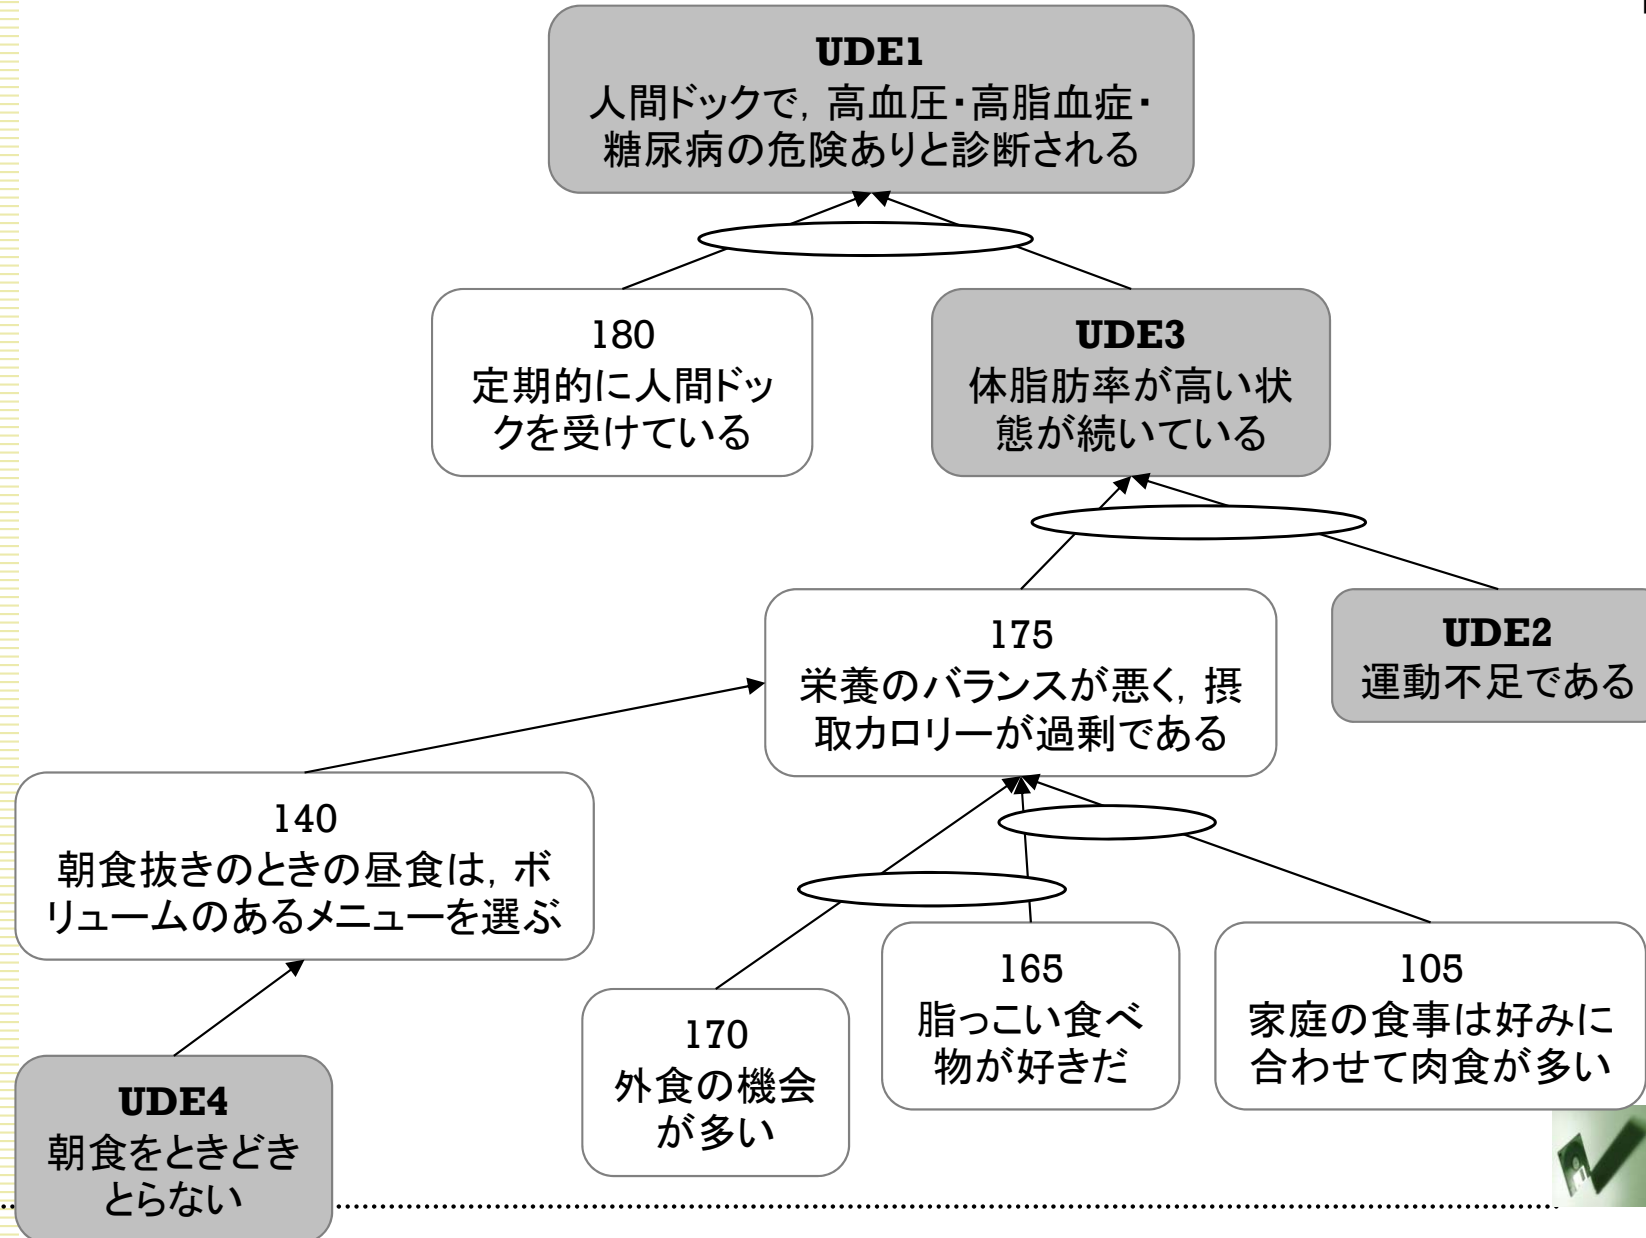 UDE1
人間ドックで, 高血圧・高脂血症・
糖尿病の危険ありと診断される
180
定期的に人間ドッ
クを受けている
UDE3
体脂肪率が高い状
態が続いている
175
栄養のバランスが悪く, 摂
取カロリーが過剰である
UDE2
運動不足である
140
朝食抜きのときの昼食は, ボ
リュームのあるメニューを選ぶ
170
外食の機会
が多い
165
脂っこい食べ
物が好きだ
105
家庭の食事は好みに
合わせて肉食が多い
UDE4
朝食をときどき
とらない